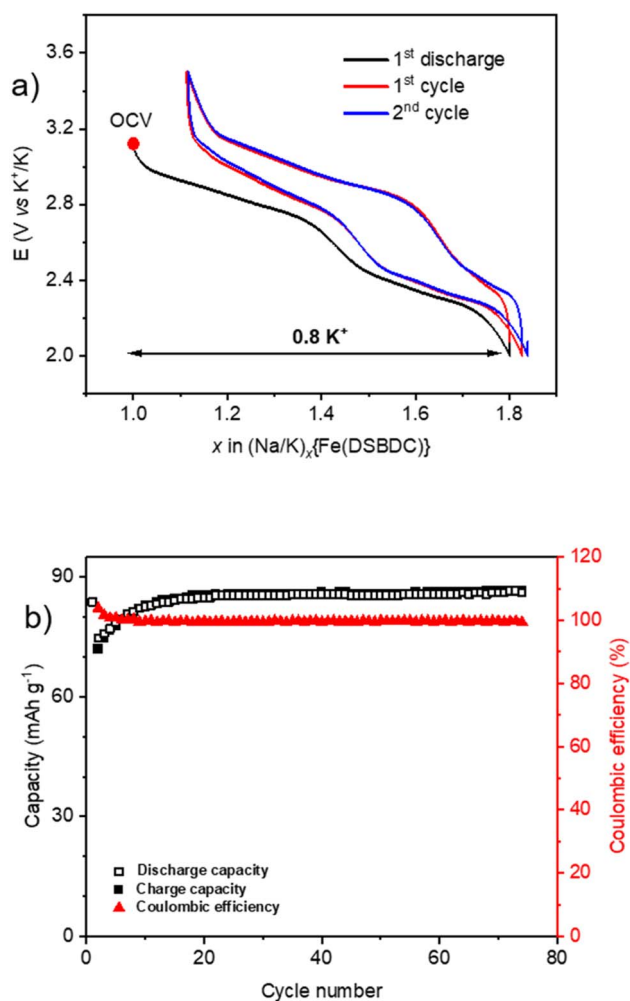 a)
3.6
3.2
2.8
2.4
2.0
E (V vs K⁺/K)
OCV
1ˢᵗ discharge
1ˢᵗ cycle
2ⁿᵈ cycle
0.8 K⁺
1.0 1.2 1.4 1.6 1.8
x in (Na/K)ₓ{Fe(DSBDC)}
b)
90
60
30
0
Capacity (mAh g⁻¹)
120
100
80
60
40
20
0
Coulombic efficiency (%)
Discharge capacity
Charge capacity
Coulombic efficiency
0 20 40 60 80
Cycle number